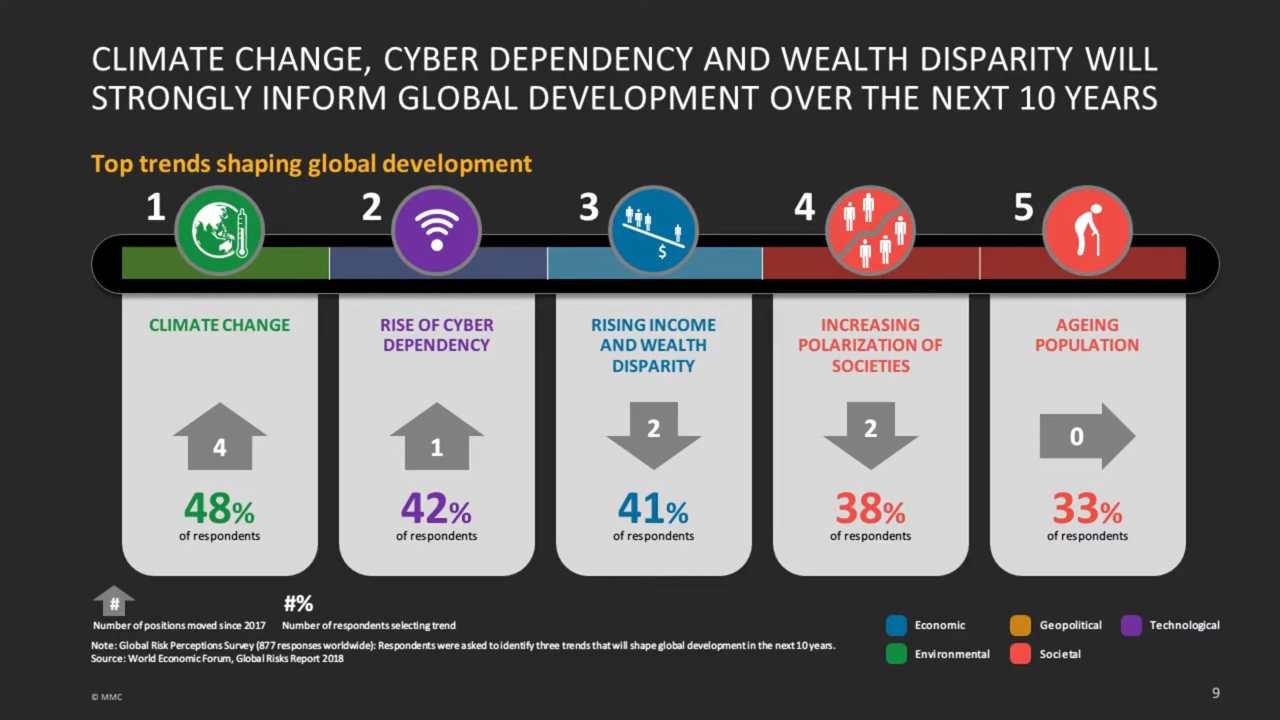 CLIMATE CHANGE, CYBER DEPENDENCY AND WEALTH DISPARITY WILL
STRONGLY INFORM GLOBAL DEVELOPMENT OVER THE NEXT 10 YEARS
Top trends shaping global development
1
2
3
4
5
$
CLIMATE CHANGE
4
48%
of respondents
RISE OF CYBER
DEPENDENCY
1
42%
of respondents
RISING INCOME
AND WEALTH
DISPARITY
2
41%
of respondents
INCREASING
POLARIZATION OF
SOCIETIES
2
38%
of respondents
AGEING
POPULATION
0
33%
of respondents
#
Number of positions moved since 2017
#%
Number of respondents selecting trend
Note: Global Risk Perceptions Survey (877 responses worldwide): Respondents were asked to identify three trends that will shape global development in the next 10 years.
Source: World Economic Forum, Global Risks Report 2018
Economic
Geopolitical
Technological
Environmental
Societal
© MMC
9